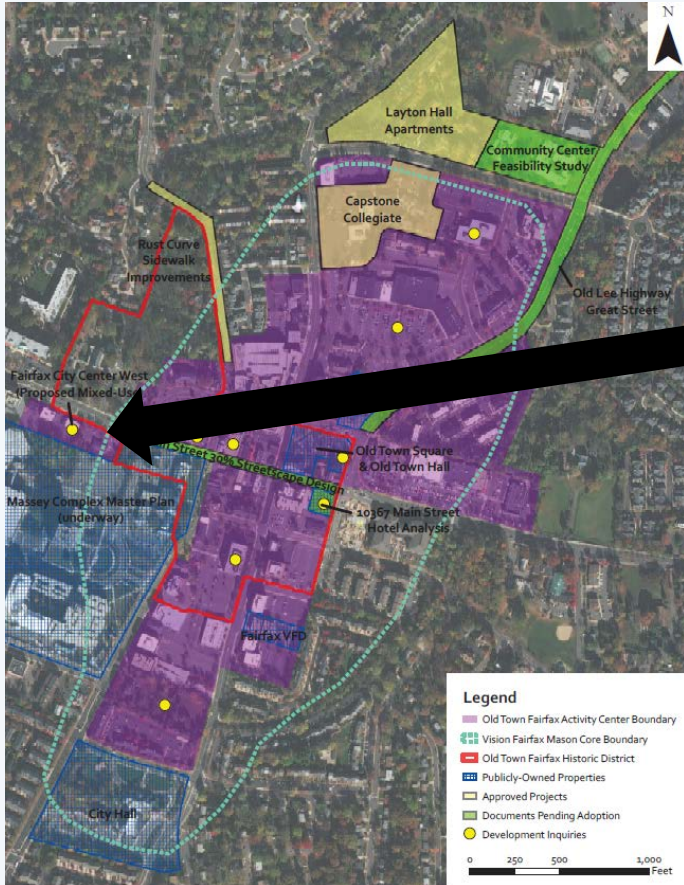 N
Layton Hall
Apartments
Community Center
Feasibility Study
Capstone
Collegiate
Rust Curve
Sidewalk
Improvements
Old Lee Highway
Great Street
Fairfax City Center West
(Proposed Mixed-Use
Street 30% Streetscape Design
Old Town Square
& Old Town Hall
Massey Complex Master Plan
(underway)
10367 Main Street
Hotel Analysis
Fairfax VFD
City Hall
Legend
Old Town Fairfax Activity Center Boundary
Vision Fairfax Mason Core Boundary
Old Town Fairfax Historic District
Publicly-Owned Properties
Approved Projects
Documents Pending Adoption
Development Inquiries
0 250 500 1,000
Feet